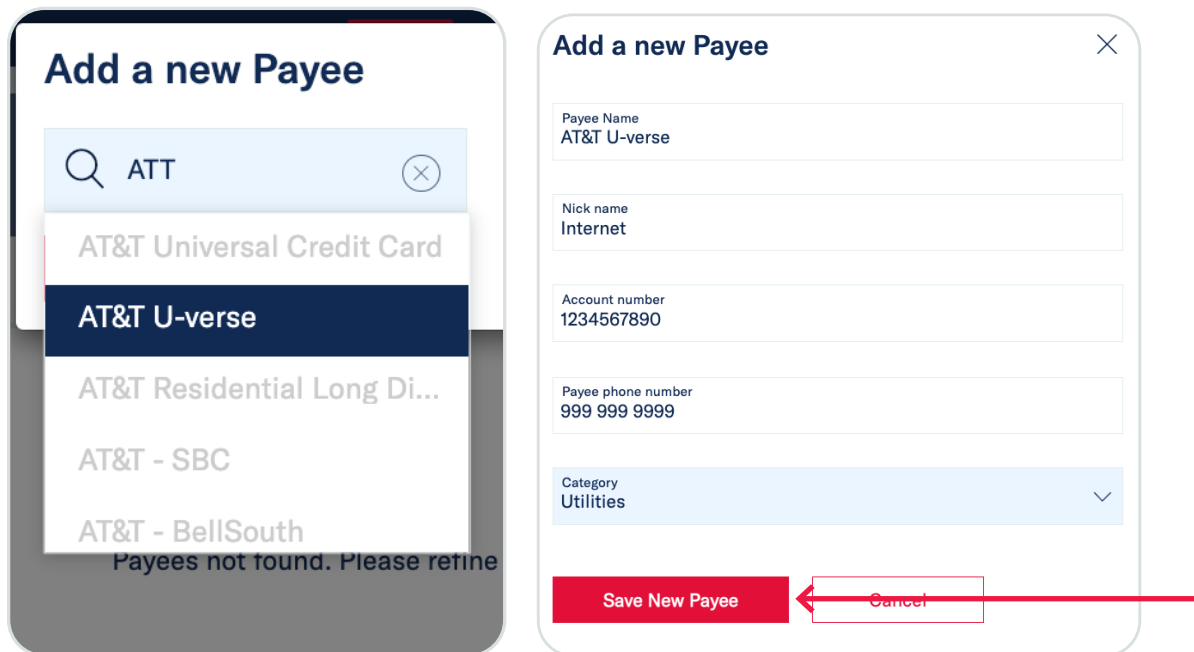 Add a new Payee
ATT
AT&T Universal Credit Card
AT&T U-verse
AT&T Residential Long Di...
AT&T - SBC
AT&T - BellSouth
Payees not found. Please refine
Add a new Payee
Payee Name
AT&T U-verse
Nick name
Internet
Account number
1234567890
Payee phone number
999 999 9999
Category
Utilities
Save New Payee
Cancel